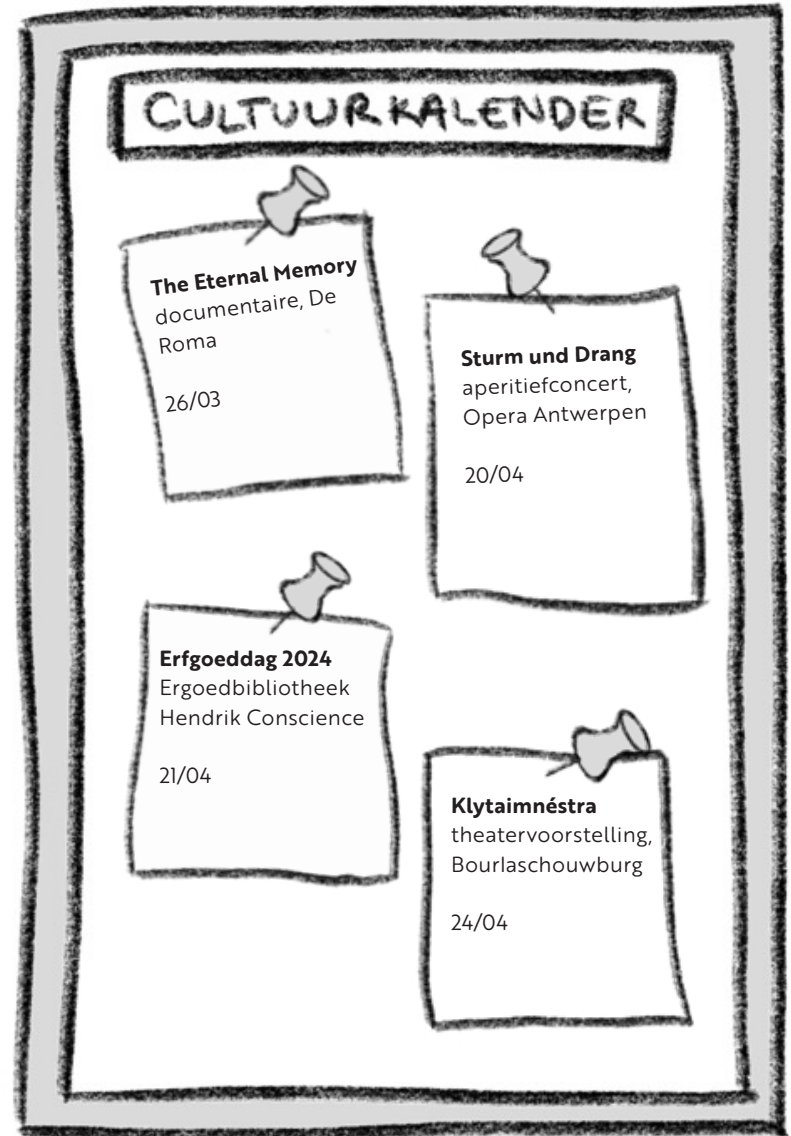 CULTUURKALENDER
The Eternal Memory
documentaire, De
Roma
26/03
Sturm und Drang
aperitiefconcert,
Opera Antwerpen
20/04
Erfgoeddag 2024
Ergoedbibliotheek
Hendrik Conscience
21/04
Klytaimnéstra
theatervoorstelling,
Bourlaschouwburg
24/04